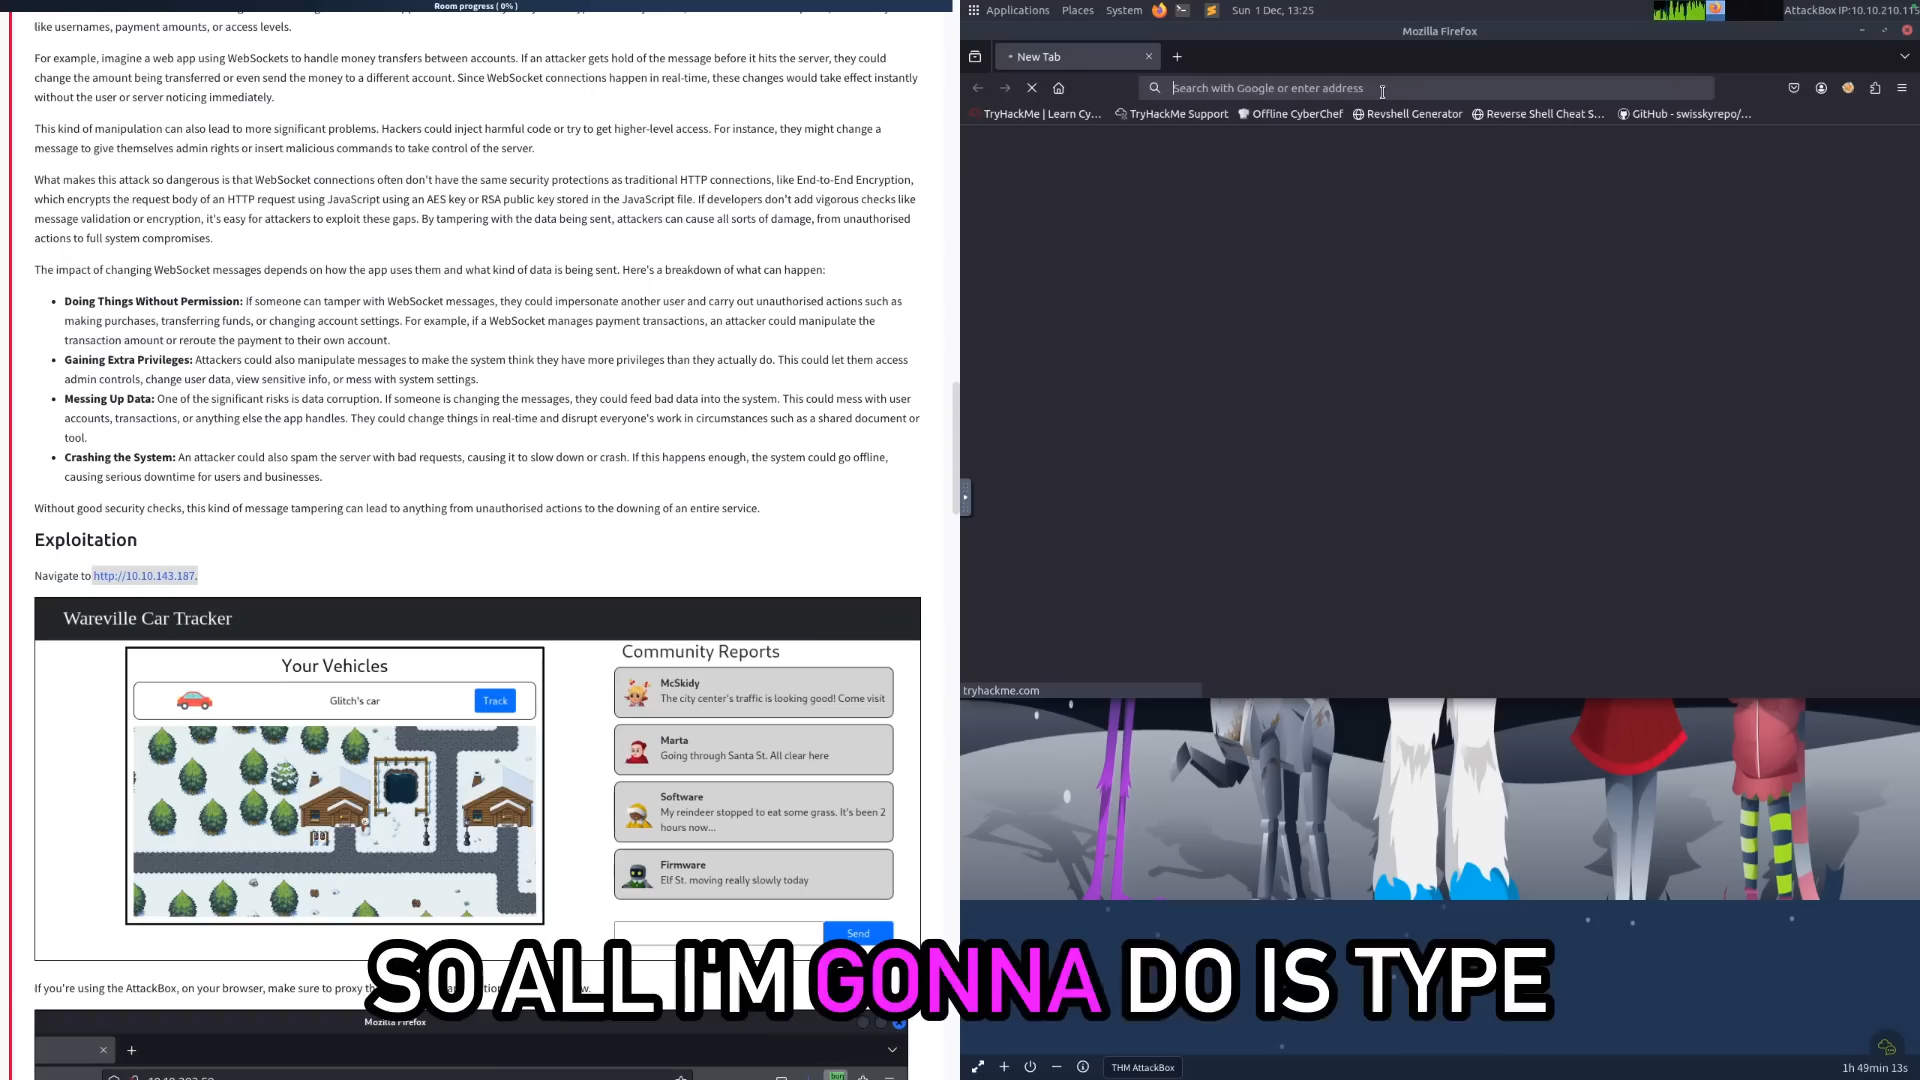 Room progress ( 0% )
like usernames, payment amounts, or access levels.
For example, imagine a web app using WebSockets to handle money transfers between accounts. If an attacker gets hold of the message before it hits the server, they could
change the amount being transferred or even send the money to a different account. Since WebSocket connections happen in real-time, these changes would take effect instantly
without the user or server noticing immediately.
This kind of manipulation can also lead to more significant problems. Hackers could inject harmful code or try to get higher-level access. For instance, they might change a
message to give themselves admin rights or insert malicious commands to take control of the server.
What makes this attack so dangerous is that WebSocket connections often don't have the same security protections as traditional HTTP connections, like End-to-End Encryption,
which encrypts the request body of an HTTP request using JavaScript using an AES key or RSA public key stored in the JavaScript file. If developers don't add vigorous checks like
message validation or encryption, it's easy for attackers to exploit these gaps. By tampering with the data being sent, attackers can cause all sorts of damage, from unauthorised
actions to full system compromises.
The impact of changing WebSocket messages depends on how the app uses them and what kind of data is being sent. Here's a breakdown of what can happen:
• Doing Things Without Permission: If someone can tamper with WebSocket messages, they could impersonate another user and carry out unauthorised actions such as
making purchases, transferring funds, or changing account settings. For example, if a WebSocket manages payment transactions, an attacker could manipulate the
transaction amount or reroute the payment to their own account.
• Gaining Extra Privileges: Attackers could also manipulate messages to make the system think they have more privileges than they actually do. This could let them access
admin controls, change user data, view sensitive info, or mess with system settings.
• Messing Up Data: One of the significant risks is data corruption. If someone is changing the messages, they could feed bad data into the system. This could mess with user
accounts, transactions, or anything else the app handles. They could change things in real-time and disrupt everyone's work in circumstances such as a shared document or
tool.
• Crashing the System: An attacker could also spam the server with bad requests, causing it to slow down or crash. If this happens enough, the system could go offline,
causing serious downtime for users and businesses.
Without good security checks, this kind of message tampering can lead to anything from unauthorised actions to the downing of an entire service.
Exploitation
Navigate to http://10.10.143.187.
Wareville Car Tracker
Your Vehicles
Glitch's car
Track
Community Reports
McSkidy
The city center's traffic is looking good! Come visit
Marta
Going through Santa St. All clear here
Software
My reindeer stopped to eat some grass. It's been 2
hours now...
Firmware
Elf St. moving really slowly today
Send
If you're using the AttackBox, on your browser, make sure to proxy th
Mozilla Firefox
Applications Places System Sun 1 Dec, 13:25 AttackBox IP:10.10.210.115
Mozilla Firefox
New Tab
Search with Google or enter address
TryHackMe | Learn Cy... TryHackMe Support Offline CyberChef Revshell Generator Reverse Shell Cheat S... GitHub - swisskyrepo/...
tryhackme.com
SO ALL I'M GONNA DO IS TYPE
THM AttackBox
1h 49min 13s